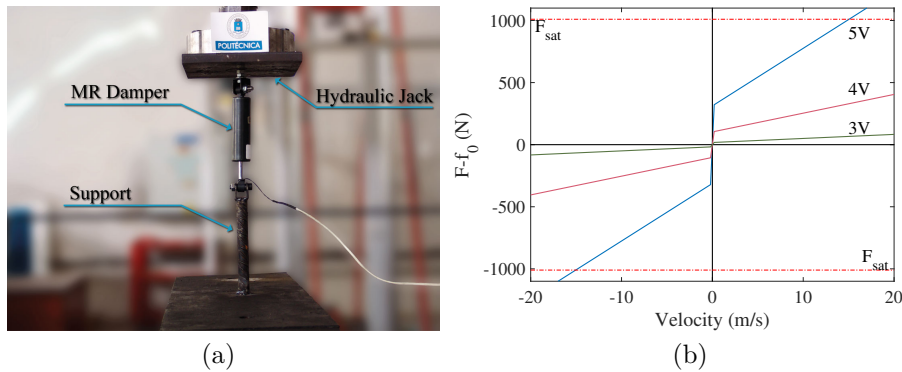 POLITÉCNICA
MR Damper
Hydraulic Jack
Support
(a)
1000
500
0
-500
-1000
F-f₀ (N)
F_sat
5V
4V
3V
F_sat
-20
-10
0
10
20
Velocity (m/s)
(b)